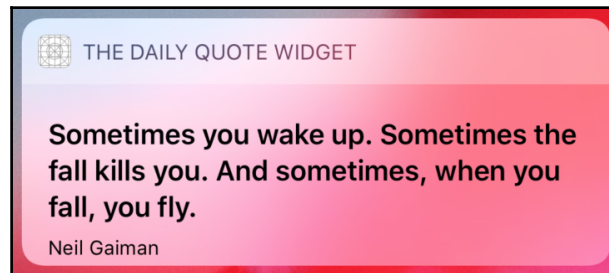 THE DAILY QUOTE WIDGET
Sometimes you wake up. Sometimes the
fall kills you. And sometimes, when you
fall, you fly.
Neil Gaiman